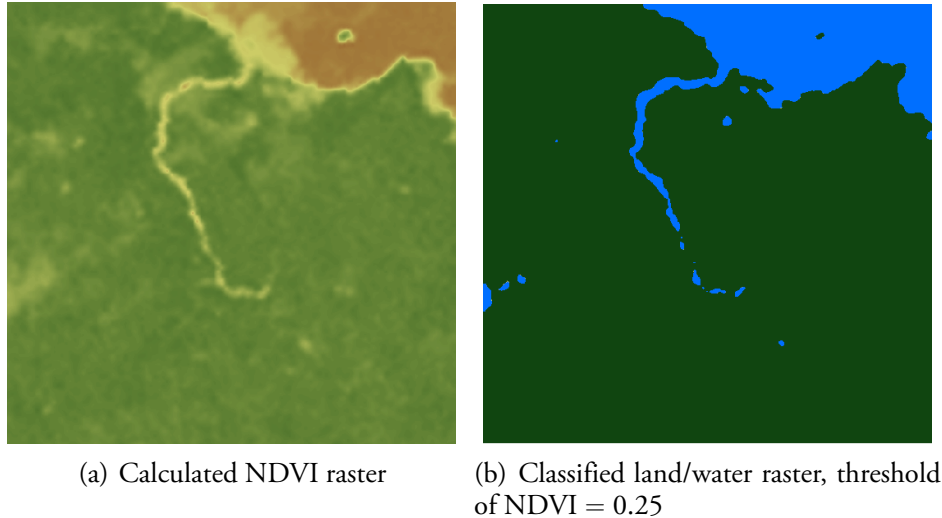 (a) Calculated NDVI raster
(b) Classified land/water raster, threshold
of NDVI = 0.25